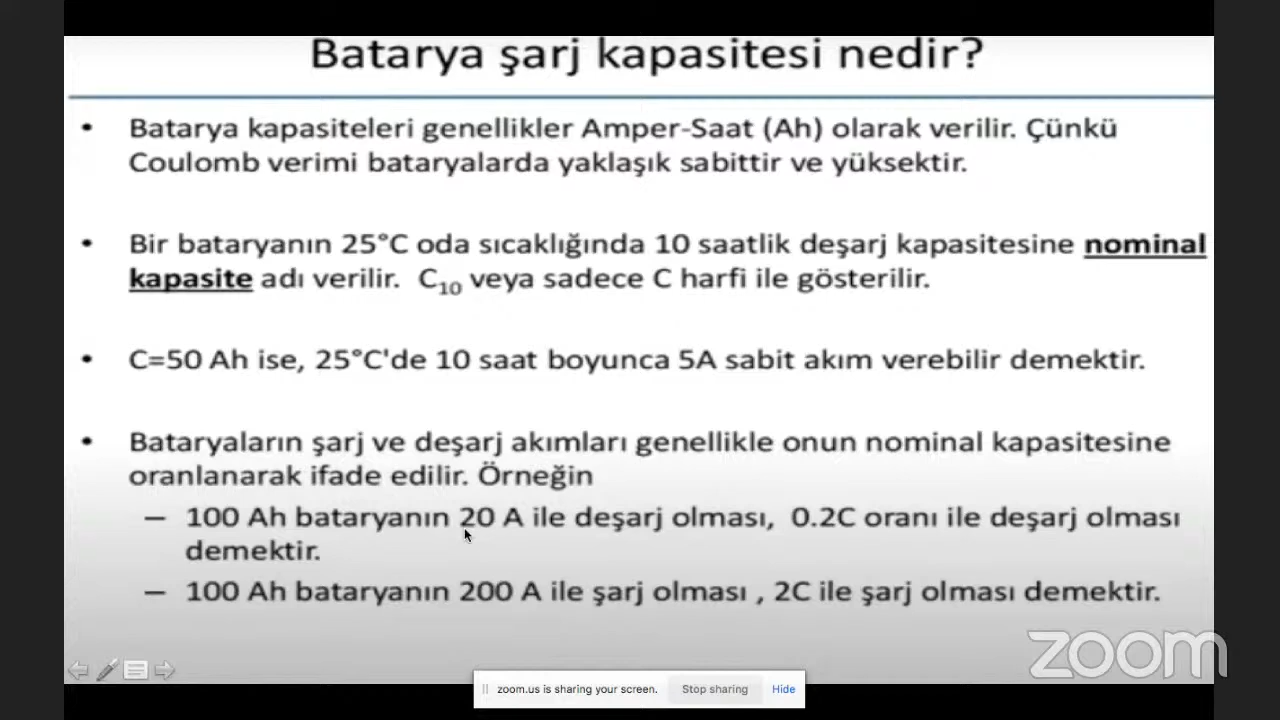 Batarya şarj kapasitesi nedir?
• Batarya kapasiteleri genellikler Amper-Saat (Ah) olarak verilir. Çünkü
Coulomb verimi bataryalarda yaklaşık sabittir ve yüksektir.
• Bir bataryanın 25°C oda sıcaklığında 10 saatlik deşarj kapasitesine nominal
kapasite adı verilir. C10 veya sadece C harfi ile gösterilir.
• C=50 Ah ise, 25°C'de 10 saat boyunca 5A sabit akım verebilir demektir.
• Bataryaların şarj ve deşarj akımları genellikle onun nominal kapasitesine
oranlanarak ifade edilir. Örneğin
— 100 Ah bataryanın 20 A ile deşarj olması, 0.2C oranı ile deşarj olması
demektir.
— 100 Ah bataryanın 200 A ile şarj olması , 2C ile şarj olması demektir.
zoom
zoom.us is sharing your screen. Stop sharing Hide